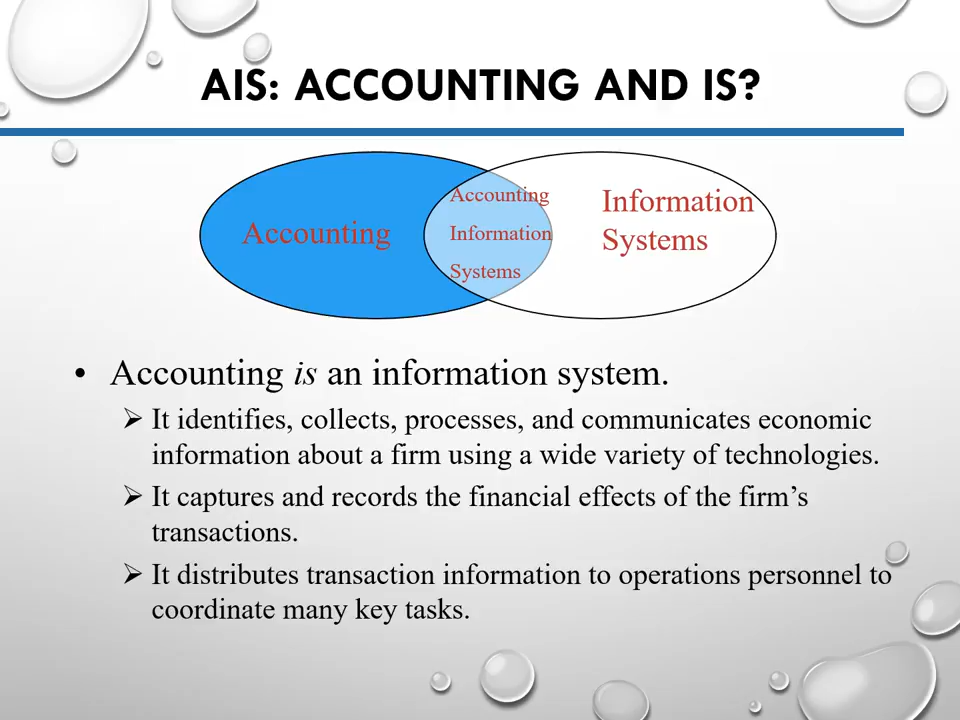 AIS: ACCOUNTING AND IS?
Accounting
Accounting
Information
Systems
Information
Systems
• Accounting is an information system.
➢ It identifies, collects, processes, and communicates economic
information about a firm using a wide variety of technologies.
➢ It captures and records the financial effects of the firm’s
transactions.
➢ It distributes transaction information to operations personnel to
coordinate many key tasks.